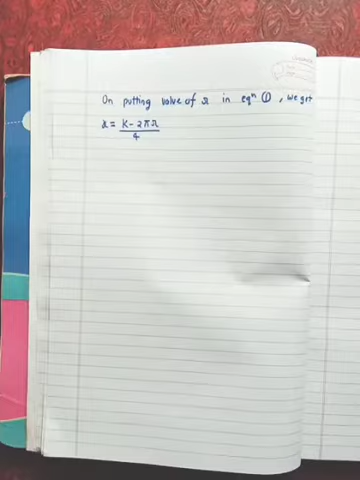 On putting value of r in eqⁿ ①, we get
x = K - 2πr
4